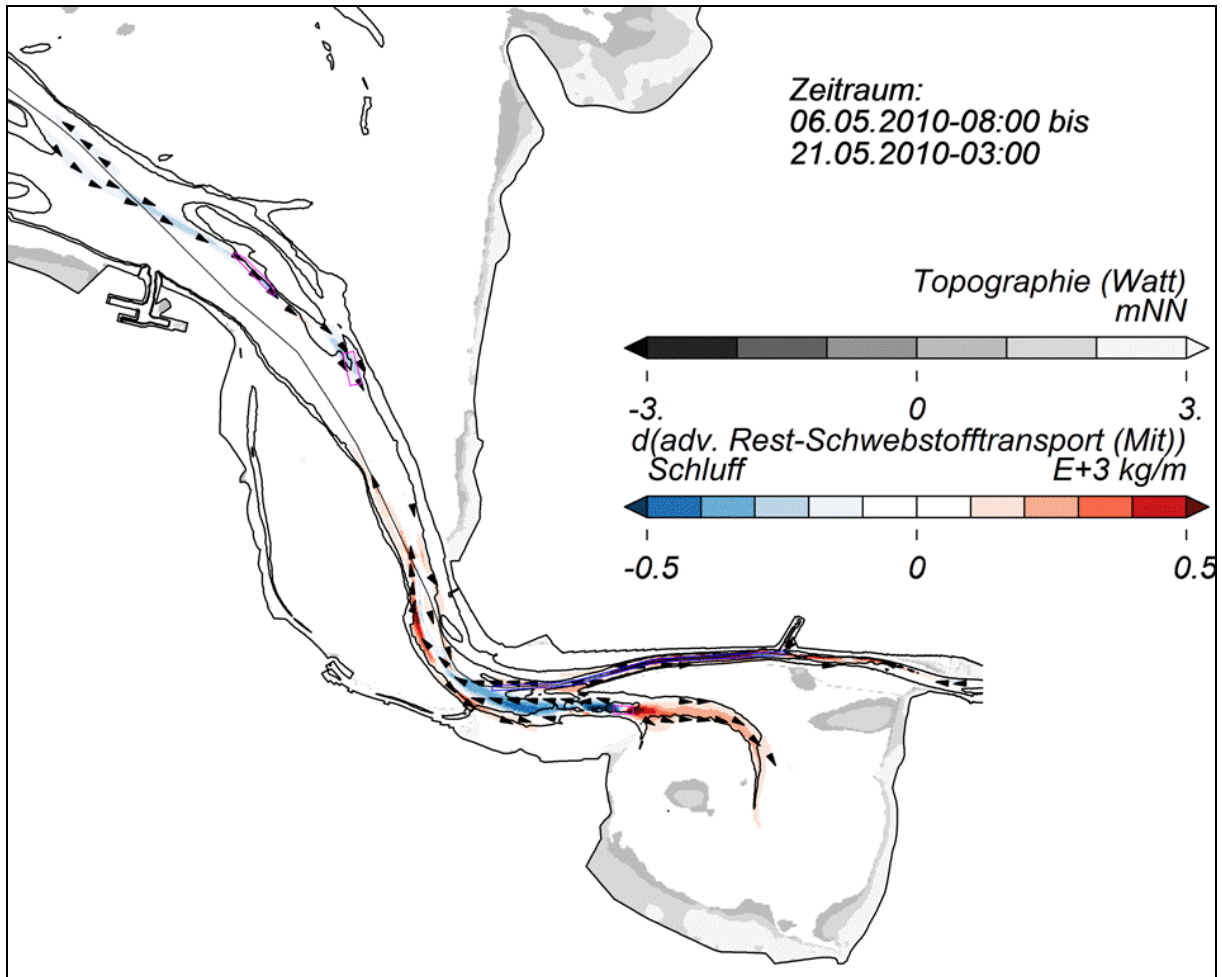 Zeitraum:
06.05.2010-08:00 bis
21.05.2010-03:00
Topographie (Watt)
mNN
-3. 0 3.
d(adv. Rest-Schwebstofftransport (Mit))
Schluff E+3 kg/m
-0.5 0 0.5